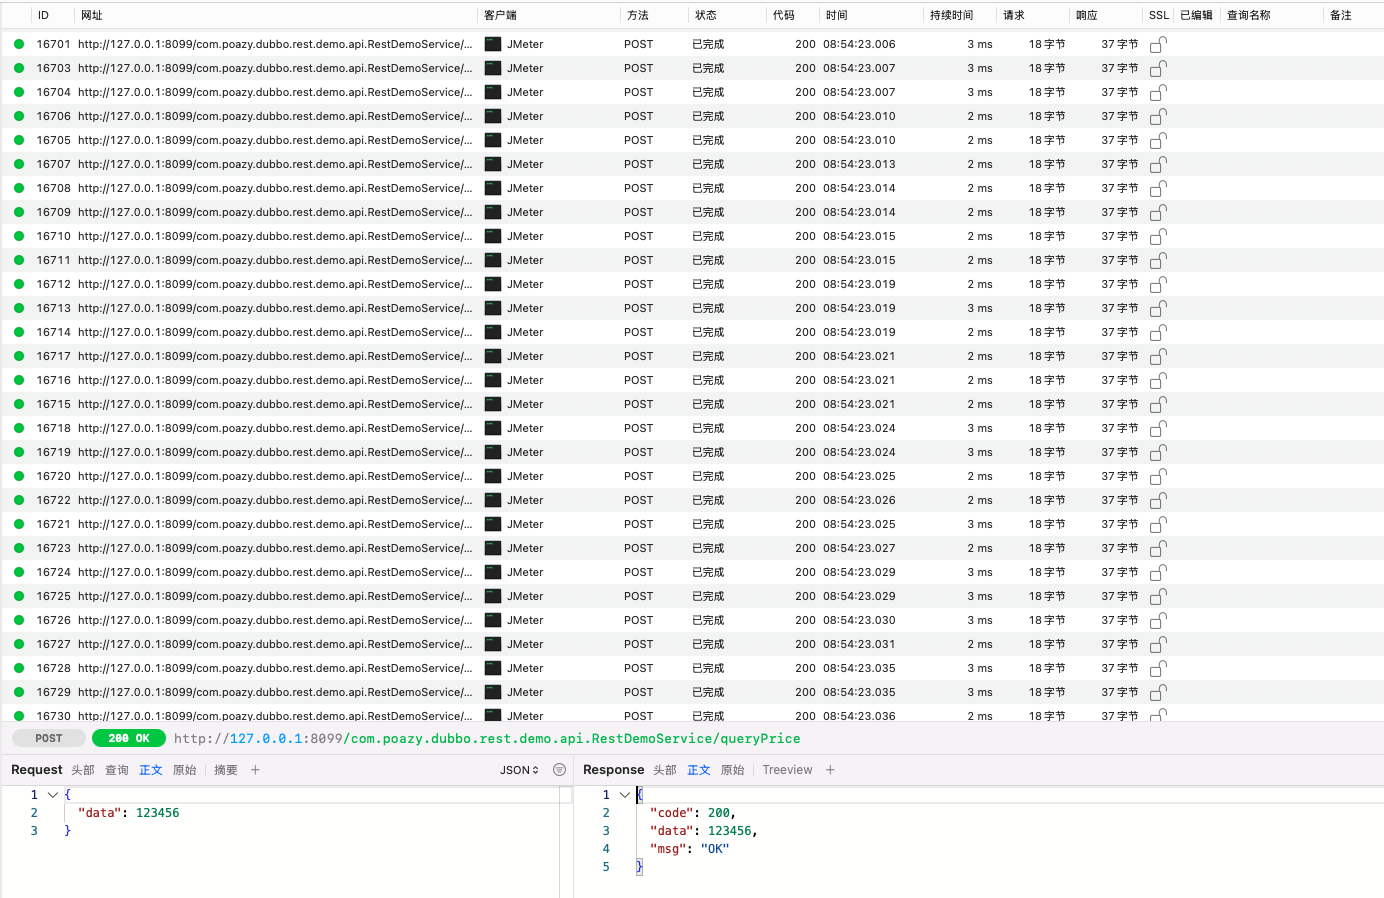 ID 网址 客户端 方法 状态 代码 时间 持续时间 请求 响应 SSL 已编辑 查询名称 备注
16701 http://127.0.0.1:8099/com.poazy.dubbo.rest.demo.api.RestDemoService/... JMeter POST 已完成 200 08:54:23.006 3 ms 18 字节 37 字节
16703 http://127.0.0.1:8099/com.poazy.dubbo.rest.demo.api.RestDemoService/... JMeter POST 已完成 200 08:54:23.007 3 ms 18 字节 37 字节
16704 http://127.0.0.1:8099/com.poazy.dubbo.rest.demo.api.RestDemoService/... JMeter POST 已完成 200 08:54:23.007 3 ms 18 字节 37 字节
16706 http://127.0.0.1:8099/com.poazy.dubbo.rest.demo.api.RestDemoService/... JMeter POST 已完成 200 08:54:23.010 2 ms 18 字节 37 字节
16705 http://127.0.0.1:8099/com.poazy.dubbo.rest.demo.api.RestDemoService/... JMeter POST 已完成 200 08:54:23.010 2 ms 18 字节 37 字节
16707 http://127.0.0.1:8099/com.poazy.dubbo.rest.demo.api.RestDemoService/... JMeter POST 已完成 200 08:54:23.013 2 ms 18 字节 37 字节
16708 http://127.0.0.1:8099/com.poazy.dubbo.rest.demo.api.RestDemoService/... JMeter POST 已完成 200 08:54:23.014 2 ms 18 字节 37 字节
16709 http://127.0.0.1:8099/com.poazy.dubbo.rest.demo.api.RestDemoService/... JMeter POST 已完成 200 08:54:23.014 2 ms 18 字节 37 字节
16710 http://127.0.0.1:8099/com.poazy.dubbo.rest.demo.api.RestDemoService/... JMeter POST 已完成 200 08:54:23.015 2 ms 18 字节 37 字节
16711 http://127.0.0.1:8099/com.poazy.dubbo.rest.demo.api.RestDemoService/... JMeter POST 已完成 200 08:54:23.015 2 ms 18 字节 37 字节
16712 http://127.0.0.1:8099/com.poazy.dubbo.rest.demo.api.RestDemoService/... JMeter POST 已完成 200 08:54:23.019 2 ms 18 字节 37 字节
16713 http://127.0.0.1:8099/com.poazy.dubbo.rest.demo.api.RestDemoService/... JMeter POST 已完成 200 08:54:23.019 3 ms 18 字节 37 字节
16714 http://127.0.0.1:8099/com.poazy.dubbo.rest.demo.api.RestDemoService/... JMeter POST 已完成 200 08:54:23.019 2 ms 18 字节 37 字节
16717 http://127.0.0.1:8099/com.poazy.dubbo.rest.demo.api.RestDemoService/... JMeter POST 已完成 200 08:54:23.021 2 ms 18 字节 37 字节
16716 http://127.0.0.1:8099/com.poazy.dubbo.rest.demo.api.RestDemoService/... JMeter POST 已完成 200 08:54:23.021 2 ms 18 字节 37 字节
16715 http://127.0.0.1:8099/com.poazy.dubbo.rest.demo.api.RestDemoService/... JMeter POST 已完成 200 08:54:23.021 2 ms 18 字节 37 字节
16718 http://127.0.0.1:8099/com.poazy.dubbo.rest.demo.api.RestDemoService/... JMeter POST 已完成 200 08:54:23.024 3 ms 18 字节 37 字节
16719 http://127.0.0.1:8099/com.poazy.dubbo.rest.demo.api.RestDemoService/... JMeter POST 已完成 200 08:54:23.024 3 ms 18 字节 37 字节
16720 http://127.0.0.1:8099/com.poazy.dubbo.rest.demo.api.RestDemoService/... JMeter POST 已完成 200 08:54:23.025 2 ms 18 字节 37 字节
16722 http://127.0.0.1:8099/com.poazy.dubbo.rest.demo.api.RestDemoService/... JMeter POST 已完成 200 08:54:23.026 2 ms 18 字节 37 字节
16721 http://127.0.0.1:8099/com.poazy.dubbo.rest.demo.api.RestDemoService/... JMeter POST 已完成 200 08:54:23.025 3 ms 18 字节 37 字节
16723 http://127.0.0.1:8099/com.poazy.dubbo.rest.demo.api.RestDemoService/... JMeter POST 已完成 200 08:54:23.027 2 ms 18 字节 37 字节
16724 http://127.0.0.1:8099/com.poazy.dubbo.rest.demo.api.RestDemoService/... JMeter POST 已完成 200 08:54:23.029 3 ms 18 字节 37 字节
16725 http://127.0.0.1:8099/com.poazy.dubbo.rest.demo.api.RestDemoService/... JMeter POST 已完成 200 08:54:23.029 3 ms 18 字节 37 字节
16726 http://127.0.0.1:8099/com.poazy.dubbo.rest.demo.api.RestDemoService/... JMeter POST 已完成 200 08:54:23.030 3 ms 18 字节 37 字节
16727 http://127.0.0.1:8099/com.poazy.dubbo.rest.demo.api.RestDemoService/... JMeter POST 已完成 200 08:54:23.031 2 ms 18 字节 37 字节
16728 http://127.0.0.1:8099/com.poazy.dubbo.rest.demo.api.RestDemoService/... JMeter POST 已完成 200 08:54:23.035 3 ms 18 字节 37 字节
16729 http://127.0.0.1:8099/com.poazy.dubbo.rest.demo.api.RestDemoService/... JMeter POST 已完成 200 08:54:23.035 3 ms 18 字节 37 字节
16730 http://127.0.0.1:8099/com.poazy.dubbo.rest.demo.api.RestDemoService/... JMeter POST 已完成 200 08:54:23.036 2 ms 18 字节 37 字节
POST 200 OK http://127.0.0.1:8099/com.poazy.dubbo.rest.demo.api.RestDemoService/queryPrice
Request 头部 查询 正文 原始 摘要 + JSON
1 {
2 "data": 123456
3 }
Response 头部 正文 原始 Treeview +
1 {
2 "code": 200,
3 "data": 123456,
4 "msg": "OK"
5 }